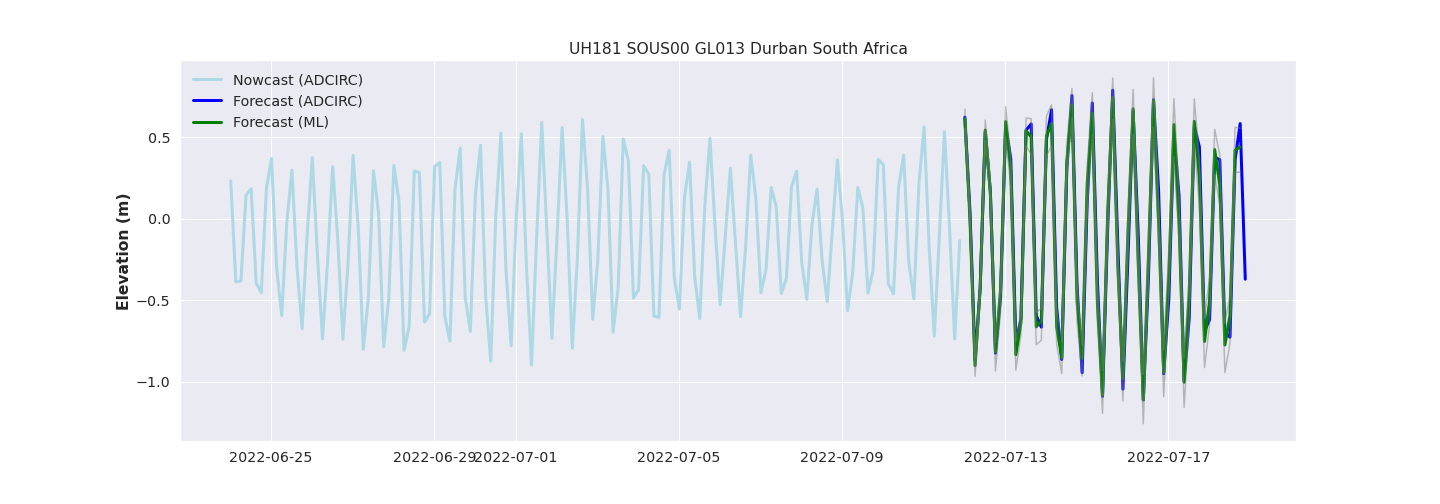 UH181 SOUS00 GL013 Durban South Africa
Nowcast (ADCIRC)
Forecast (ADCIRC)
Forecast (ML)
Elevation (m)
0.5
0.0
−0.5
−1.0
2022-06-25 2022-06-29 2022-07-01 2022-07-05 2022-07-09 2022-07-13 2022-07-17